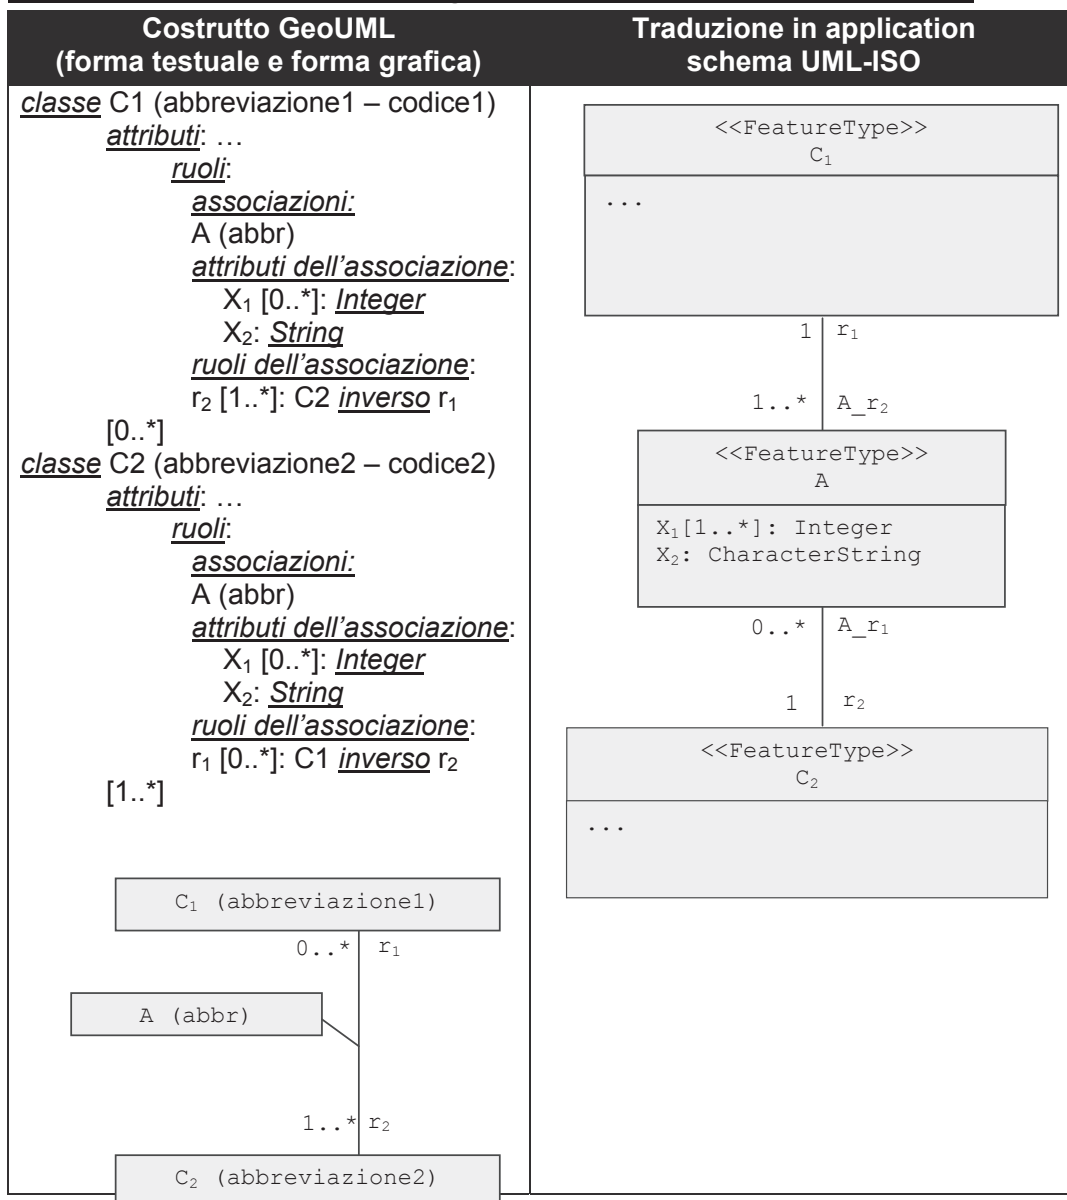 Costrutto GeoUML
(forma testuale e forma grafica)
Traduzione in application
schema UML-ISO
classe C1 (abbreviazione1 – codice1)
attributi: …
ruoli:
associazioni:
A (abbr)
attributi dell’associazione:
X₁ [0..*]: Integer
X₂: String
ruoli dell’associazione:
r₂ [1..*]: C2 inverso r₁
[0..*]
classe C2 (abbreviazione2 – codice2)
attributi: …
ruoli:
associazioni:
A (abbr)
attributi dell’associazione:
X₁ [0..*]: Integer
X₂: String
ruoli dell’associazione:
r₁ [0..*]: C1 inverso r₂
[1..*]
C₁ (abbreviazione1)
0..* r₁
A (abbr)
1..* r₂
C₂ (abbreviazione2)
<<FeatureType>>
C₁
...
1 r₁
1..* A_r₂
<<FeatureType>>
A
X₁[1..*]: Integer
X₂: CharacterString
0..* A_r₁
1 r₂
<<FeatureType>>
C₂
...